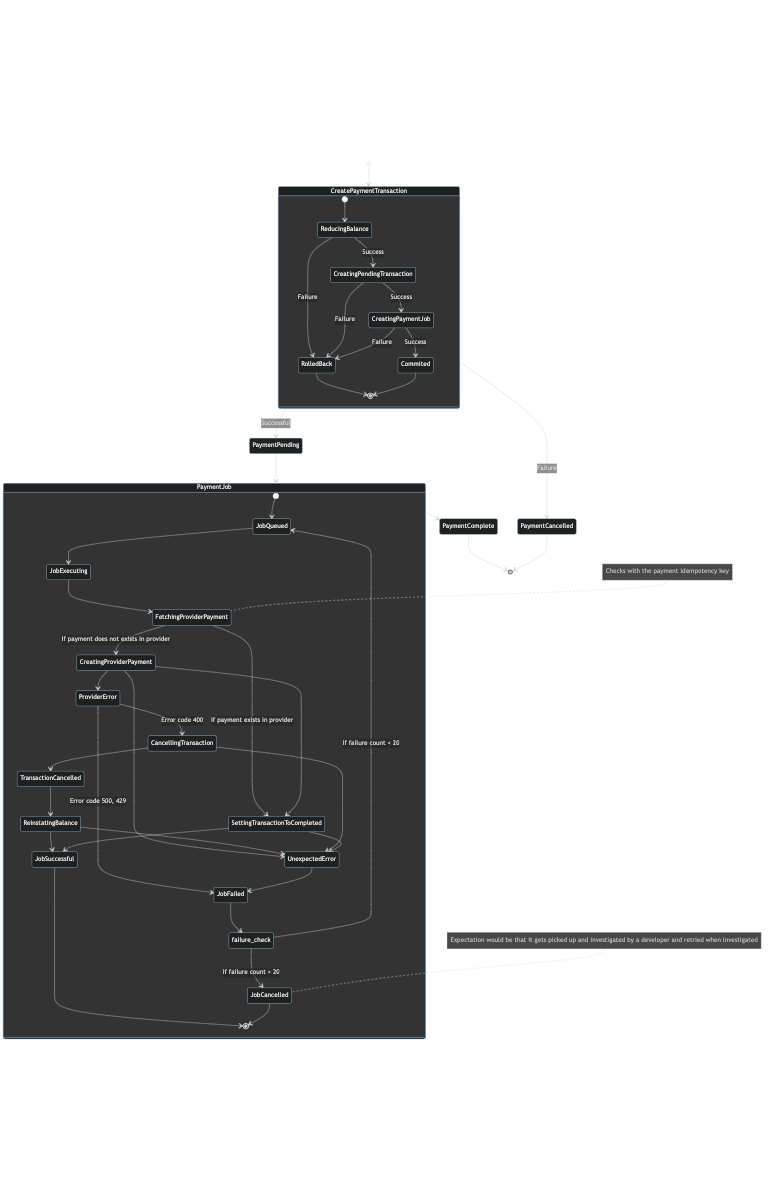 CreatePaymentTransaction
ReducingBalance
Success
CreatingPendingTransaction
Failure
Success
Failure
CreatingPaymentJob
Failure
Success
RolledBack
Commited
Successful
PaymentPending
Failure
PaymentJob
JobQueued
PaymentComplete
PaymentCancelled
JobExecuting
Checks with the payment idempotency key
FetchingProviderPayment
If payment does not exists in provider
CreatingProviderPayment
ProviderError
Error code 400
If payment exists in provider
CancellingTransaction
If failure count < 20
TransactionCancelled
Error code 500, 429
ReinstatingBalance
SettingTransactionToCompleted
JobSuccessful
UnexpectedError
JobFailed
failure_check
Expectation would be that it gets picked up and investigated by a developer and retried when investigated
If failure count > 20
JobCancelled